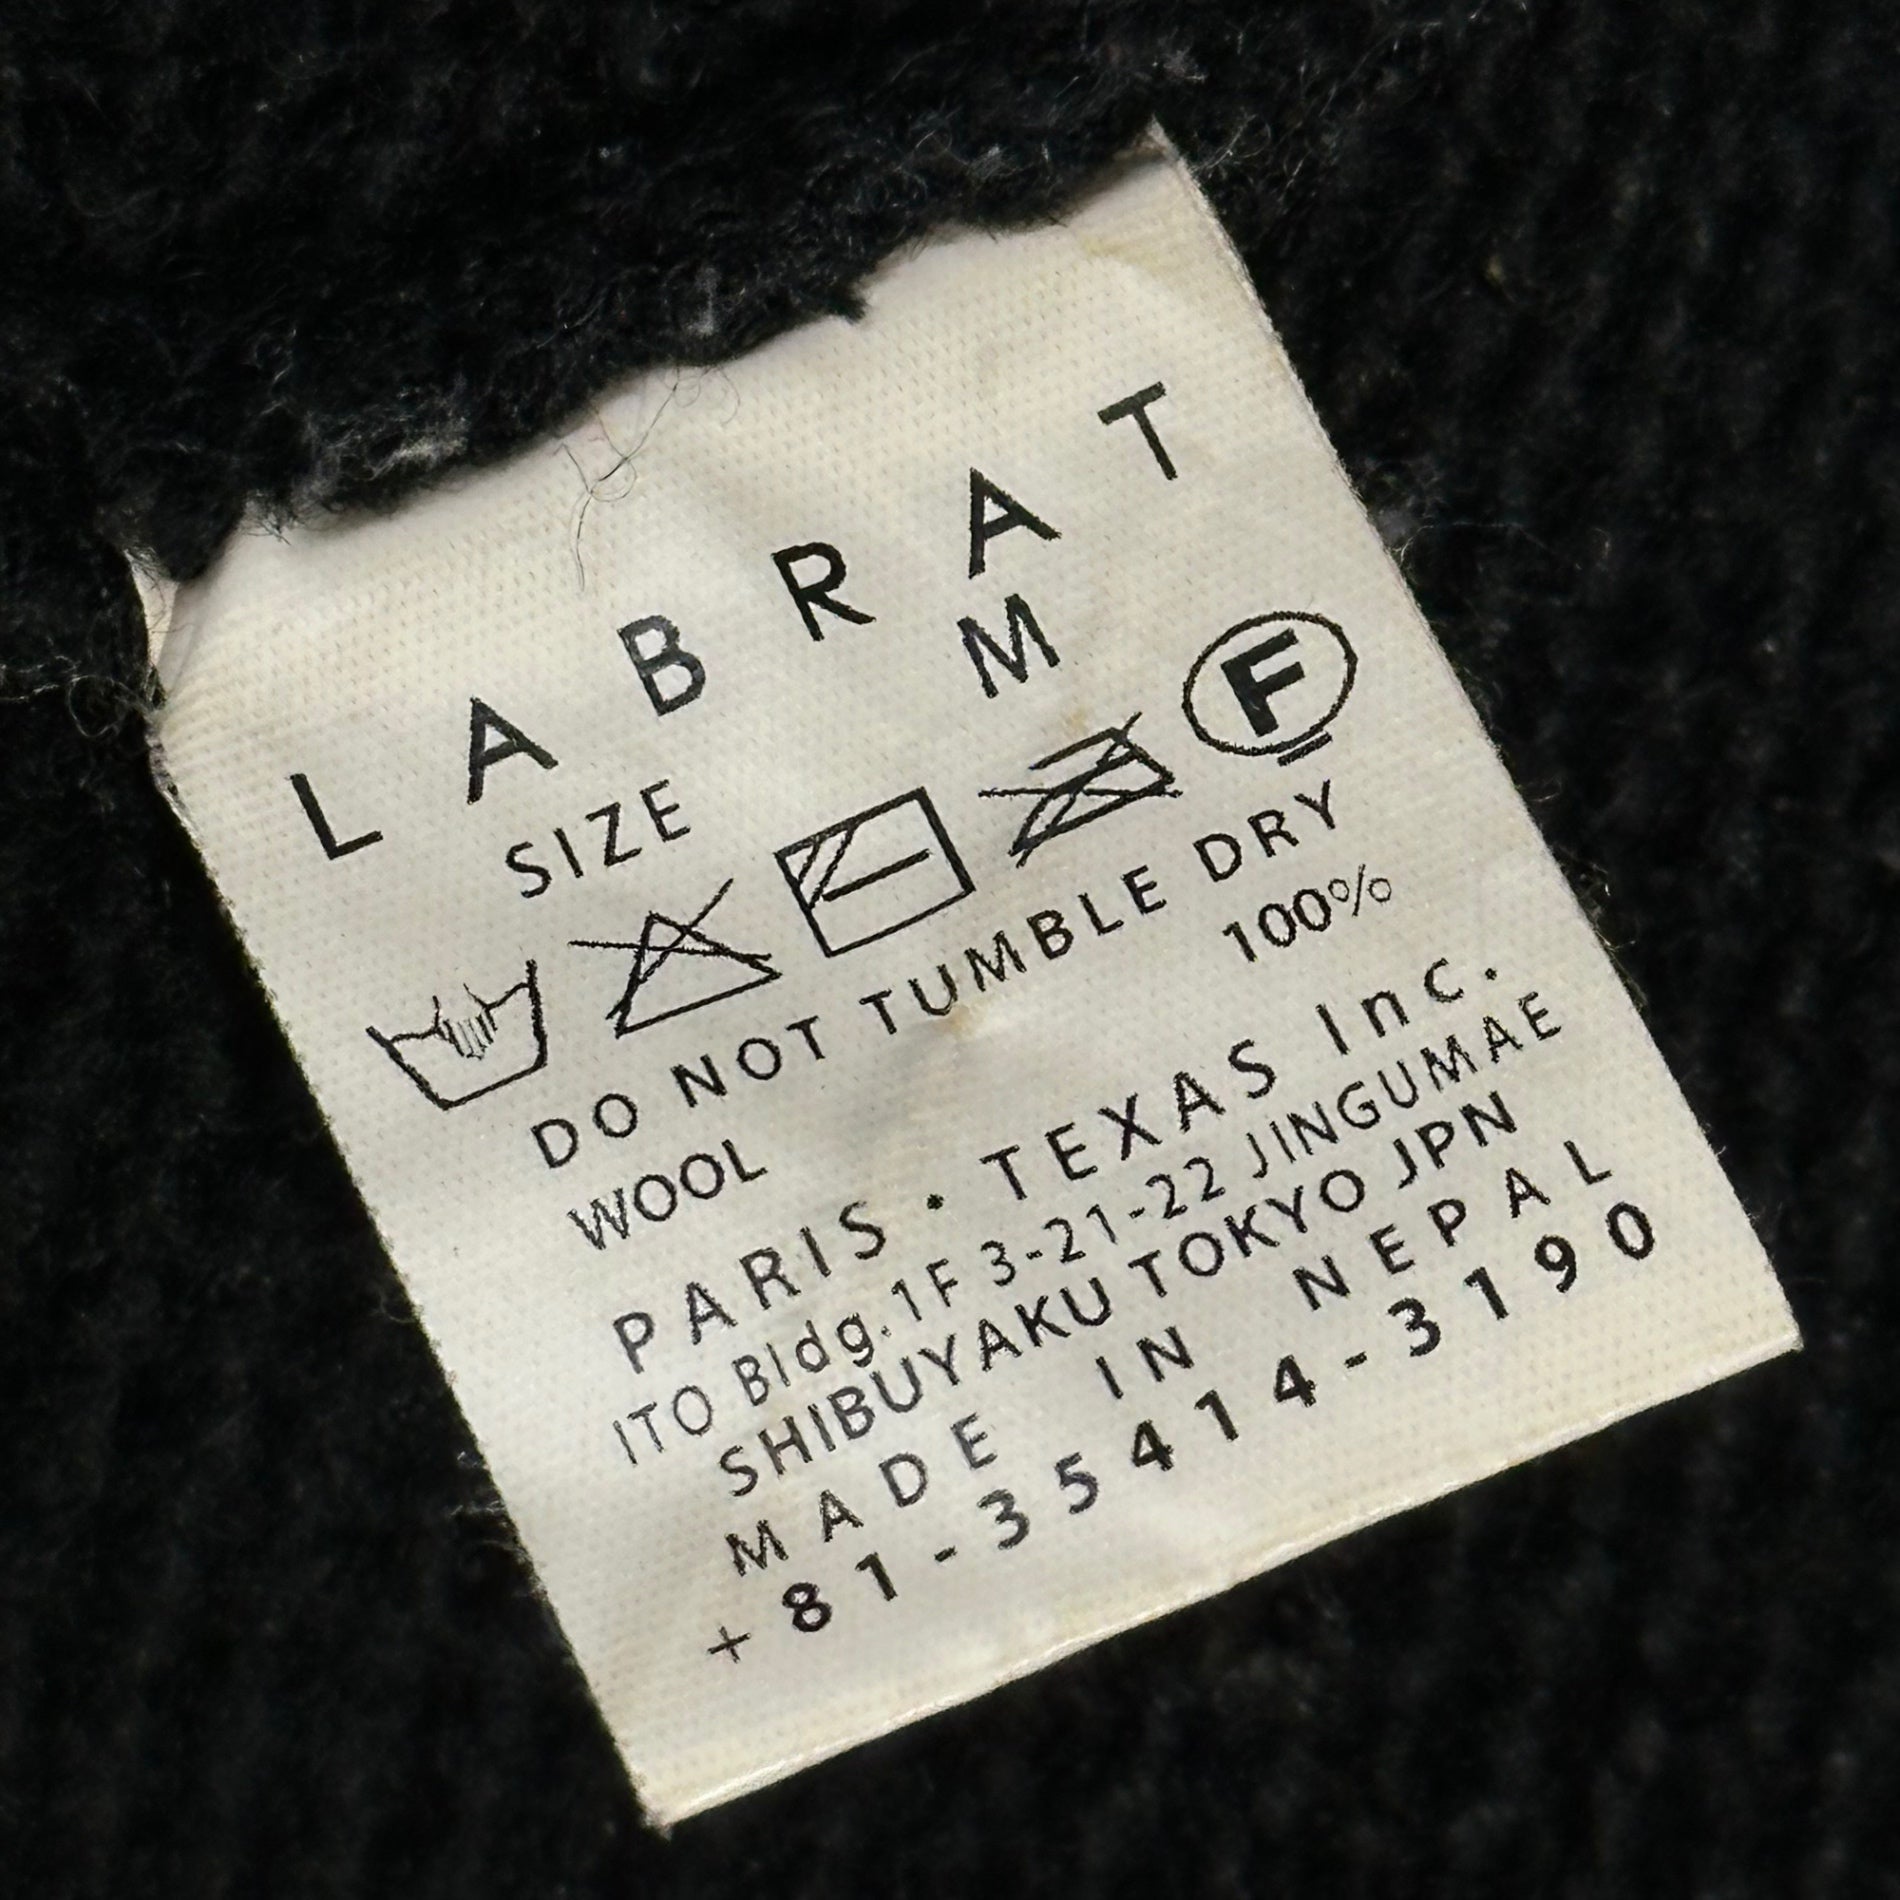 LABRAT
SIZE M
F
DO NOT TUMBLE DRY
WOOL 100%
PARIS・TEXAS Inc.
ITO Bldg.1F 3-21-22 JINGUMAE
SHIBUYAKU TOKYO JPN
MADE IN NEPAL
+81-35414-3190